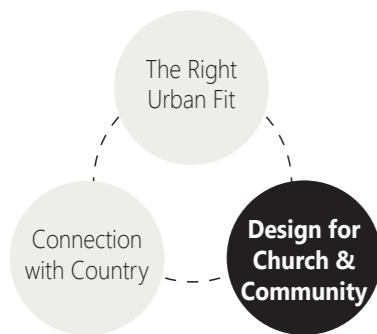 The Right
Urban Fit
Connection
with Country
Design for
Church &
Community